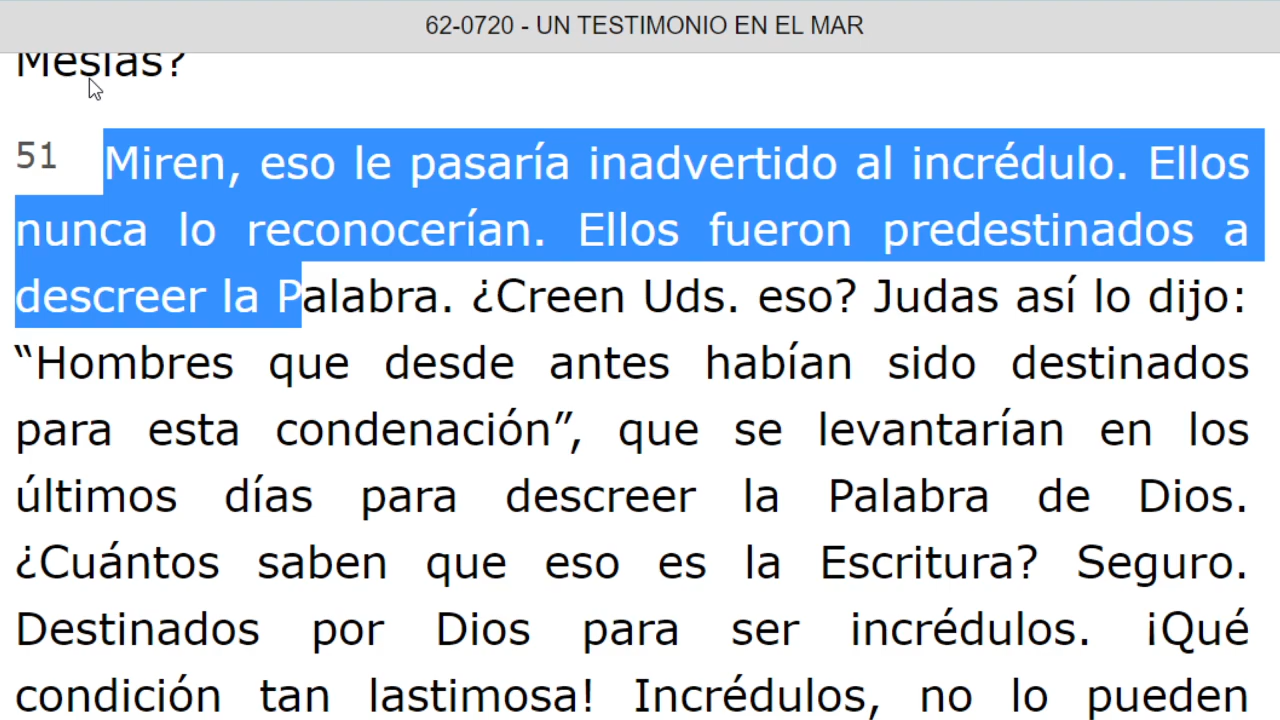 62-0720 - UN TESTIMONIO EN EL MAR
Mesías?
51 Miren, eso le pasaría inadvertido al incrédulo. Ellos
nunca lo reconocerían. Ellos fueron predestinados a
descreer la Palabra. ¿Creen Uds. eso? Judas así lo dijo:
“Hombres que desde antes habían sido destinados
para esta condenación”, que se levantarían en los
últimos días para descreer la Palabra de Dios.
¿Cuántos saben que eso es la Escritura? Seguro.
Destinados por Dios para ser incrédulos. ¡Qué
condición tan lastimosa! Incrédulos, no lo pueden